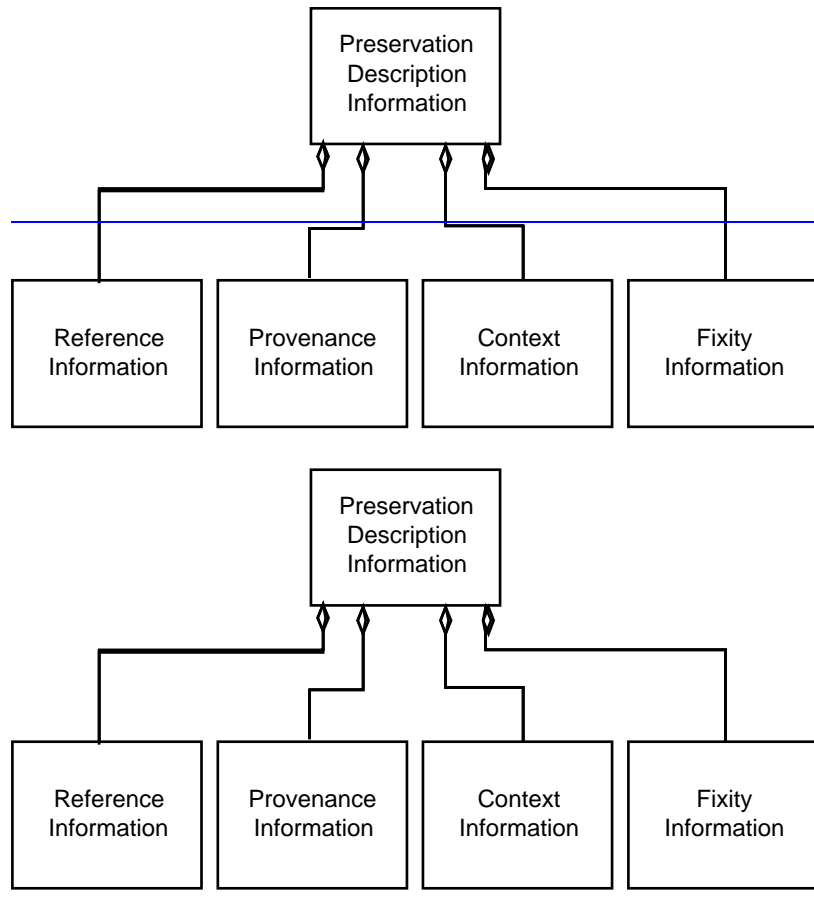 Preservation
Description
Information
Reference
Information
Provenance
Information
Context
Information
Fixity
Information
Preservation
Description
Information
Reference
Information
Provenance
Information
Context
Information
Fixity
Information